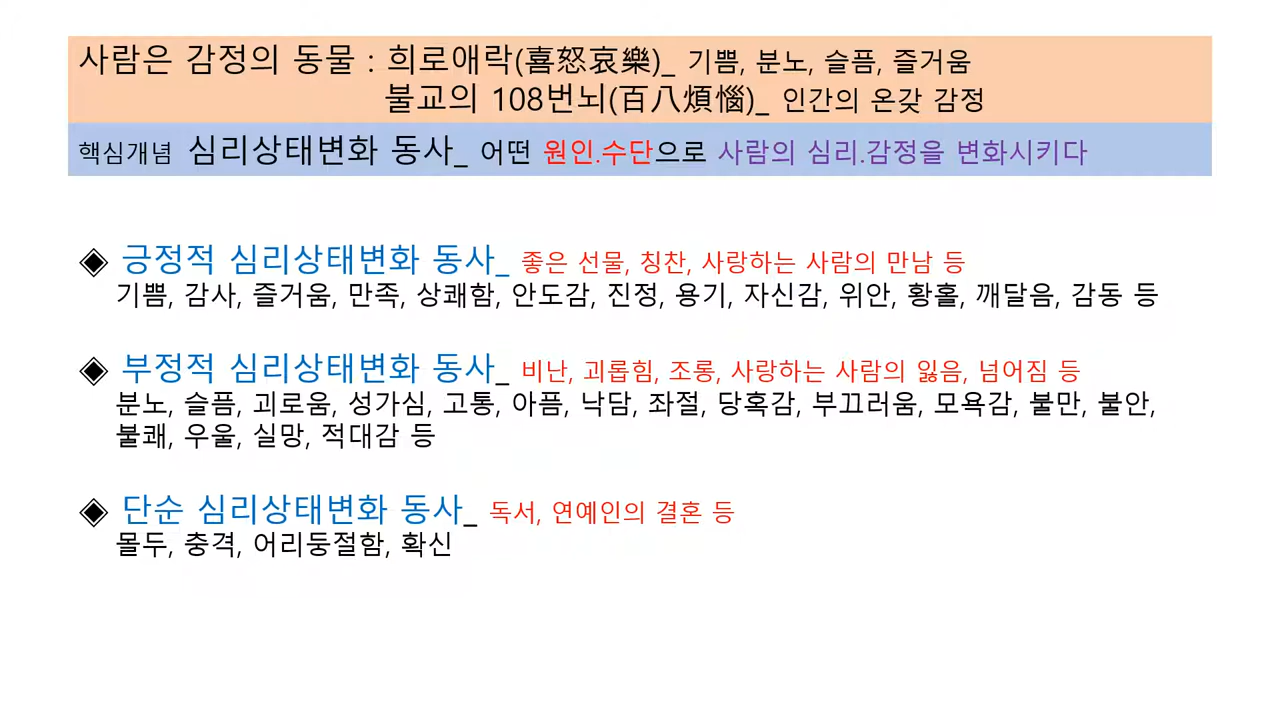 사람은 감정의 동물 : 희로애락(喜怒哀樂)_ 기쁨, 분노, 슬픔, 즐거움
불교의 108번뇌(百八煩惱)_ 인간의 온갖 감정
핵심개념 심리상태변화 동사_ 어떤 원인.수단으로 사람의 심리.감정을 변화시키다
◈ 긍정적 심리상태변화 동사_ 좋은 선물, 칭찬, 사랑하는 사람의 만남 등
기쁨, 감사, 즐거움, 만족, 상쾌함, 안도감, 진정, 용기, 자신감, 위안, 황홀, 깨달음, 감동 등
◈ 부정적 심리상태변화 동사_ 비난, 괴롭힘, 조롱, 사랑하는 사람의 잃음, 넘어짐 등
분노, 슬픔, 괴로움, 성가심, 고통, 아픔, 낙담, 좌절, 당혹감, 부끄러움, 모욕감, 불만, 불안,
불쾌, 우울, 실망, 적대감 등
◈ 단순 심리상태변화 동사_ 독서, 연예인의 결혼 등
몰두, 충격, 어리둥절함, 확신